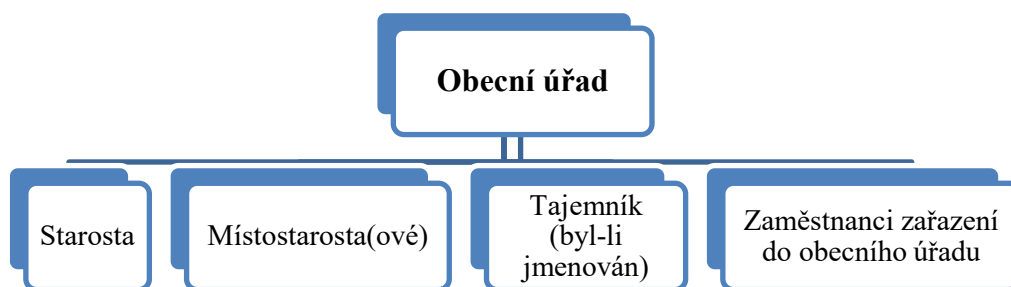 Obecní úřad
Starosta
Místostarosta(ové)
Tajemník
(byl-li
jmenován)
Zaměstnanci zařazení
do obecního úřadu